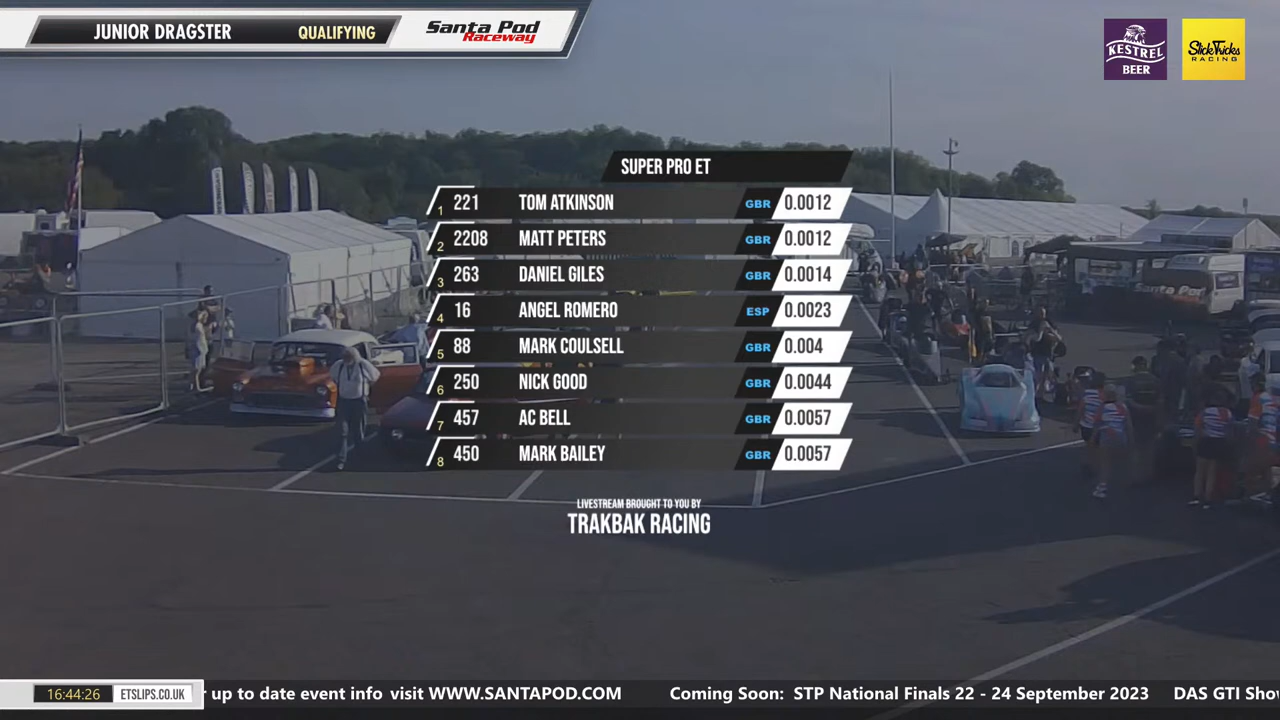 JUNIOR DRAGSTER QUALIFYING
Santa Pod
Raceway
KESTREL
BEER
Slick Tricks
RACING
SUPER PRO ET
1 221 TOM ATKINSON GBR 0.0012
2 2208 MATT PETERS GBR 0.0012
3 263 DANIEL GILES GBR 0.0014
4 16 ANGEL ROMERO ESP 0.0023
5 88 MARK COULSELL GBR 0.004
6 250 NICK GOOD GBR 0.0044
7 457 AC BELL GBR 0.0057
8 450 MARK BAILEY GBR 0.0057
LIVESTREAM BROUGHT TO YOU BY
TRAKBAK RACING
16:44:26 ETSLIPS.CO.UK up to date event info visit WWW.SANTAPOD.COM Coming Soon: STP National Finals 22 - 24 September 2023 DAS GTI Show